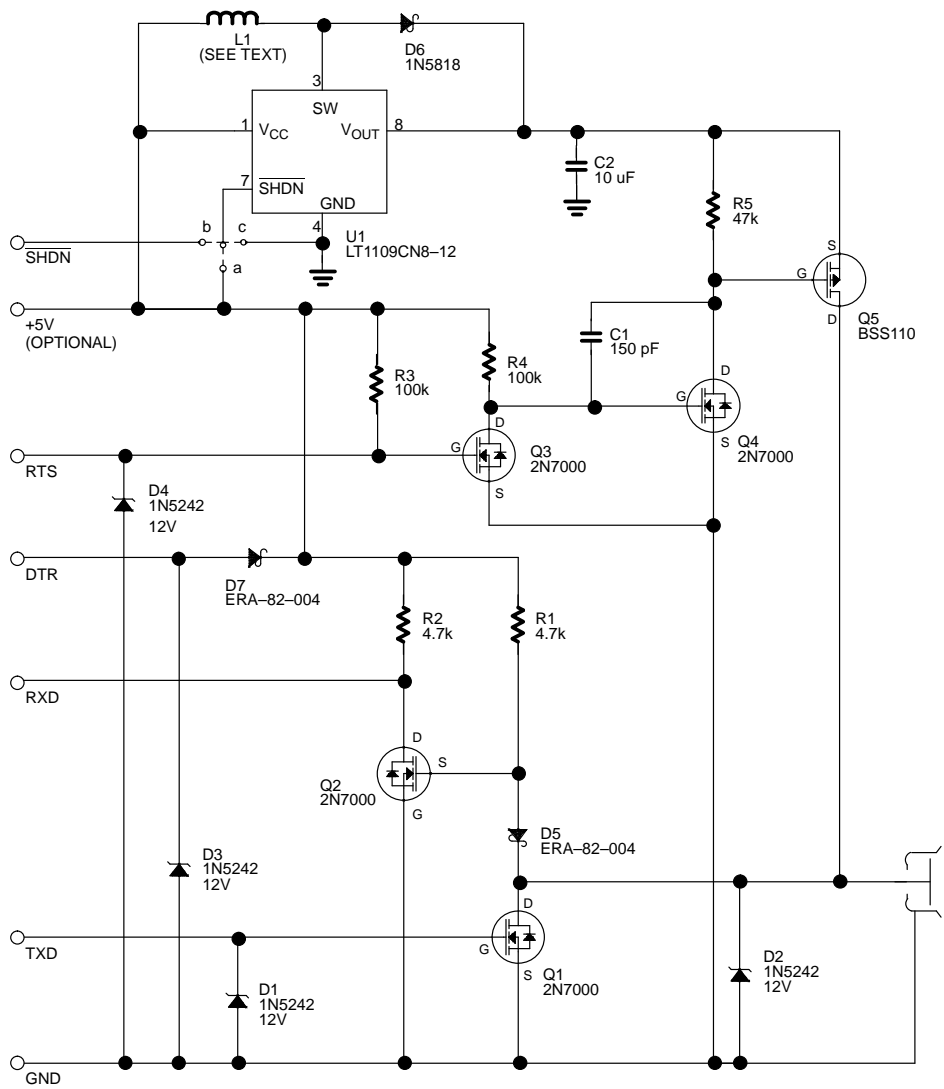 L1
(SEE TEXT)
D6
1N5818
3
SW
1
VCC
VOUT
8
7
SHDN
GND
4
U1
LT1109CN8–12
C2
10 uF
R5
47k
b
c
a
SHDN
+5V
(OPTIONAL)
S
G
D
Q5
BSS110
R3
100k
R4
100k
C1
150 pF
D
G
S
Q4
2N7000
RTS
D
G
S
Q3
2N7000
D4
1N5242
12V
DTR
D7
ERA–82–004
R2
4.7k
R1
4.7k
RXD
D
S
G
Q2
2N7000
D5
ERA–82–004
D3
1N5242
12V
TXD
D
G
S
Q1
2N7000
D1
1N5242
12V
D2
1N5242
12V
GND